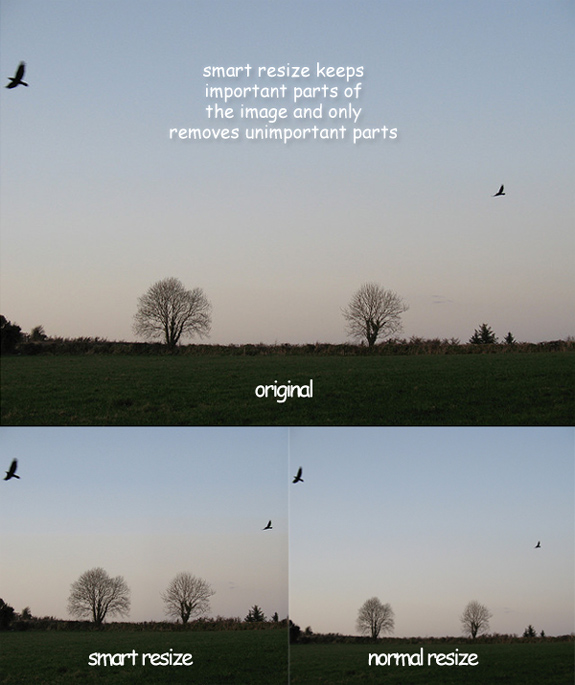 smart resize keeps
important parts of
the image and only
removes unimportant parts
original
smart resize
normal resize